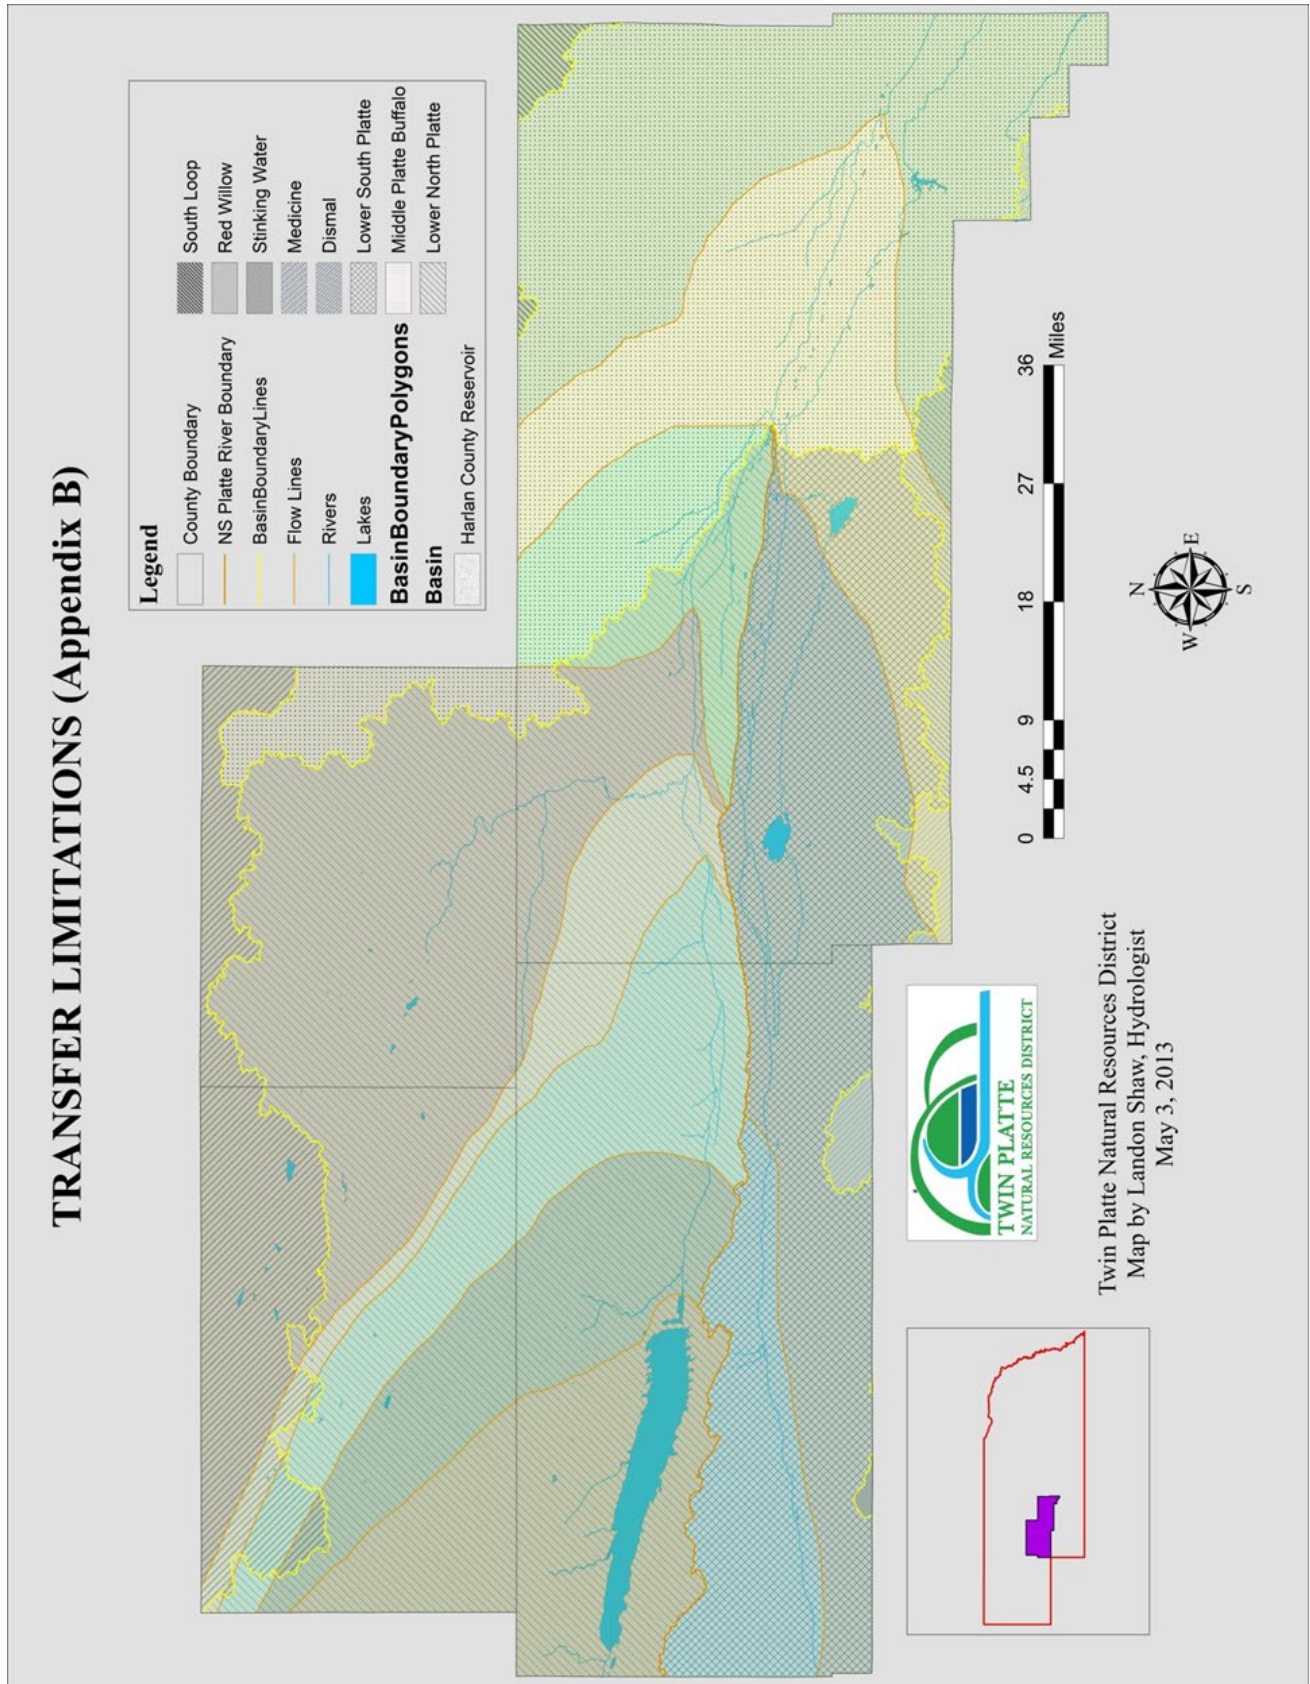 TRANSFER LIMITATIONS (Appendix B)
Legend
County Boundary
NS Platte River Boundary
BasinBoundaryLines
Flow Lines
Rivers
Lakes
BasinBoundaryPolygons
Basin
Harlan County Reservoir
South Loop
Red Willow
Stinking Water
Medicine
Dismal
Lower South Platte
Middle Platte Buffalo
Lower North Platte
0 4.5 9 18 27 36
Miles
N
W E
S
TWIN PLATTE
NATURAL RESOURCES DISTRICT
Twin Platte Natural Resources District
Map by Landon Shaw, Hydrologist
May 3, 2013